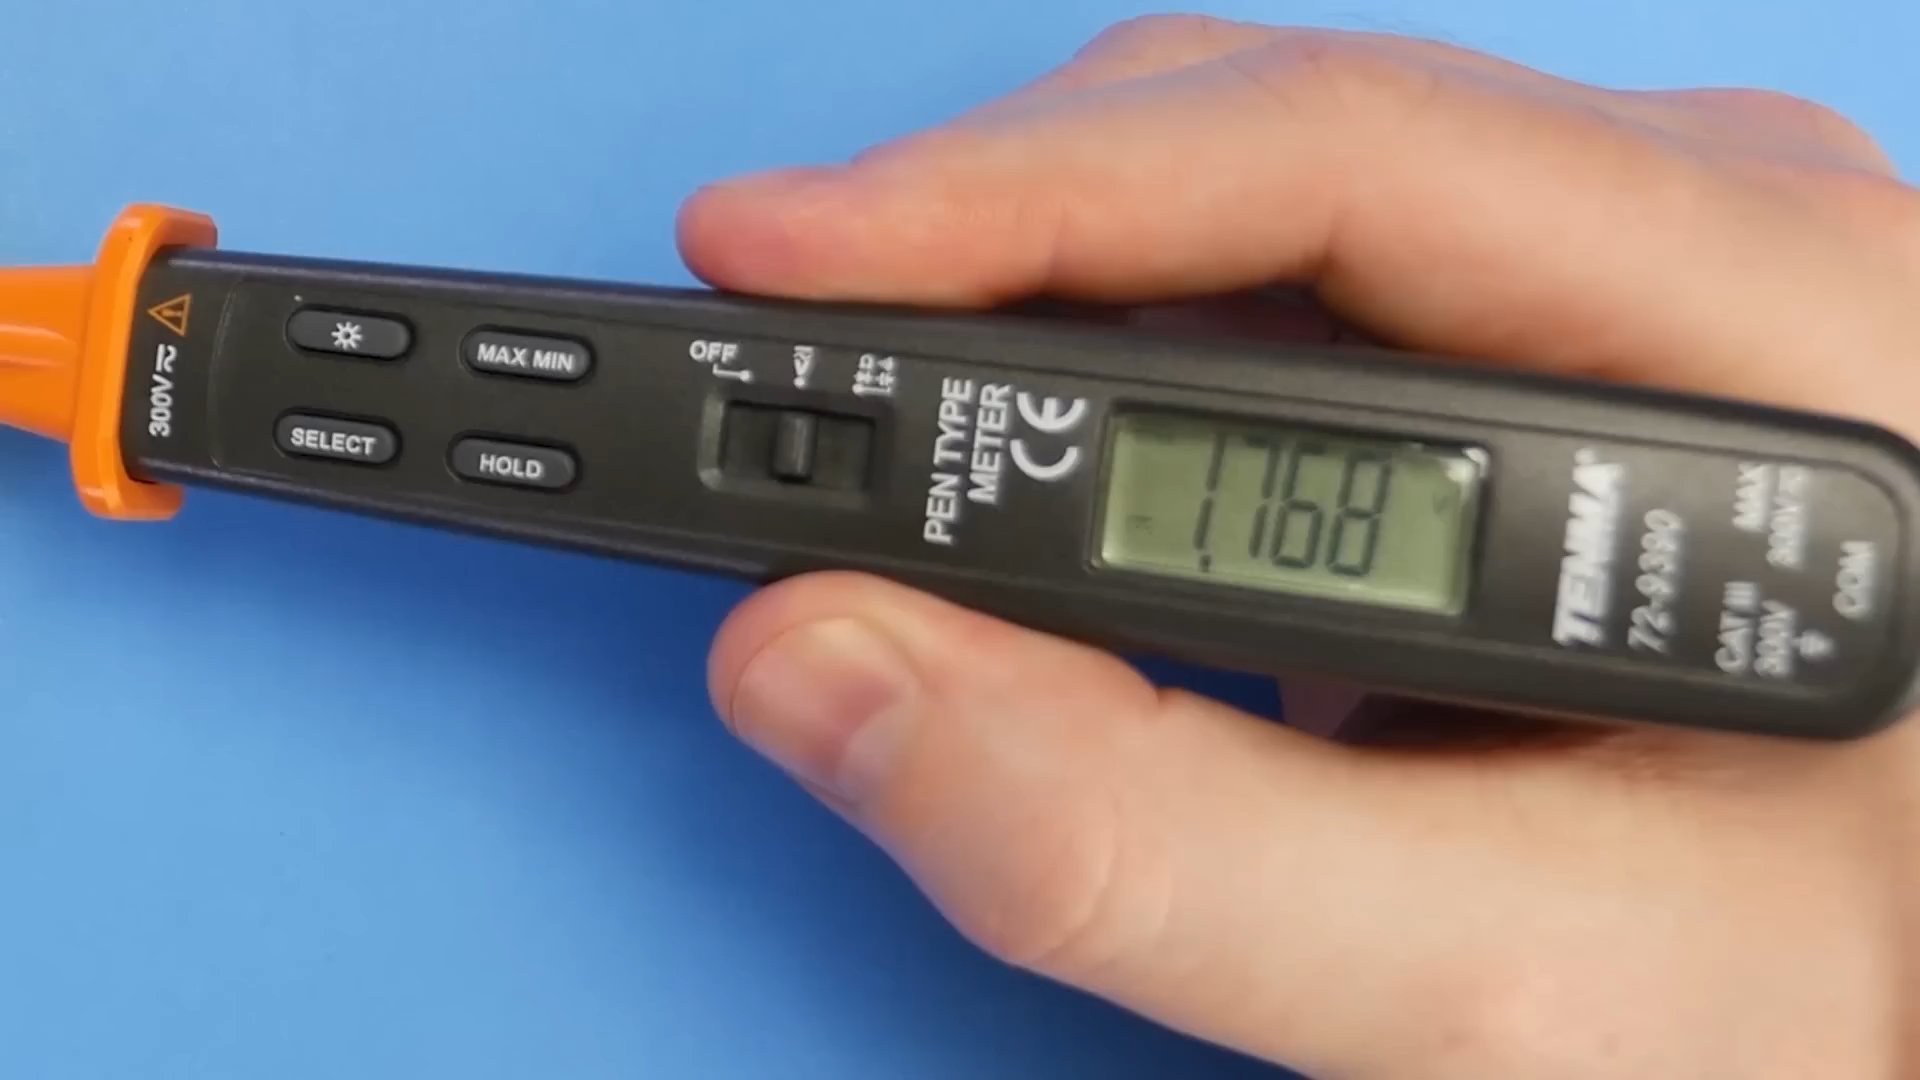 300V
SELECT
MAX MIN
HOLD
OFF
PEN TYPE
METER
CE
1.768
TENMA
72-9390
MAX
300V
CAT III
300V
COM